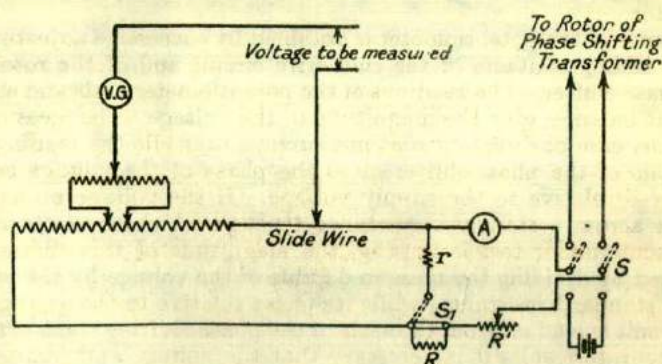 To Rotor of
Phase Shifting
Transformer
Voltage to be measured
V.G.
Slide Wire
A
r
S
S₁
R'
R